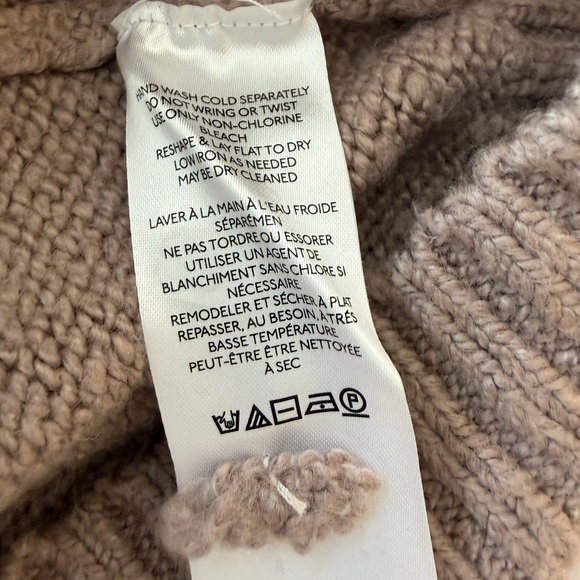 HAND WASH COLD SEPARATELY
DO NOT WRING OR TWIST
USE ONLY NON-CHLORINE
BLEACH
RESHAPE & LAY FLAT TO DRY
LOW IRON AS NEEDED
MAY BE DRY CLEANED
LAVER À LA MAIN À L'EAU FROIDE
SÉPARÉMEN
NE PAS TORDRE OU ESSORER
UTILISER UN AGENT DE
BLANCHIMENT SANS CHLORE SI
NÉCESSAIRE
REMODELER ET SÉCHER À PLAT
REPASSER, AU BESOIN, À TRÈS
BASSE TEMPÉRATURE
PEUT-ÊTRE ÊTRE NETTOYÉE
À SEC
P